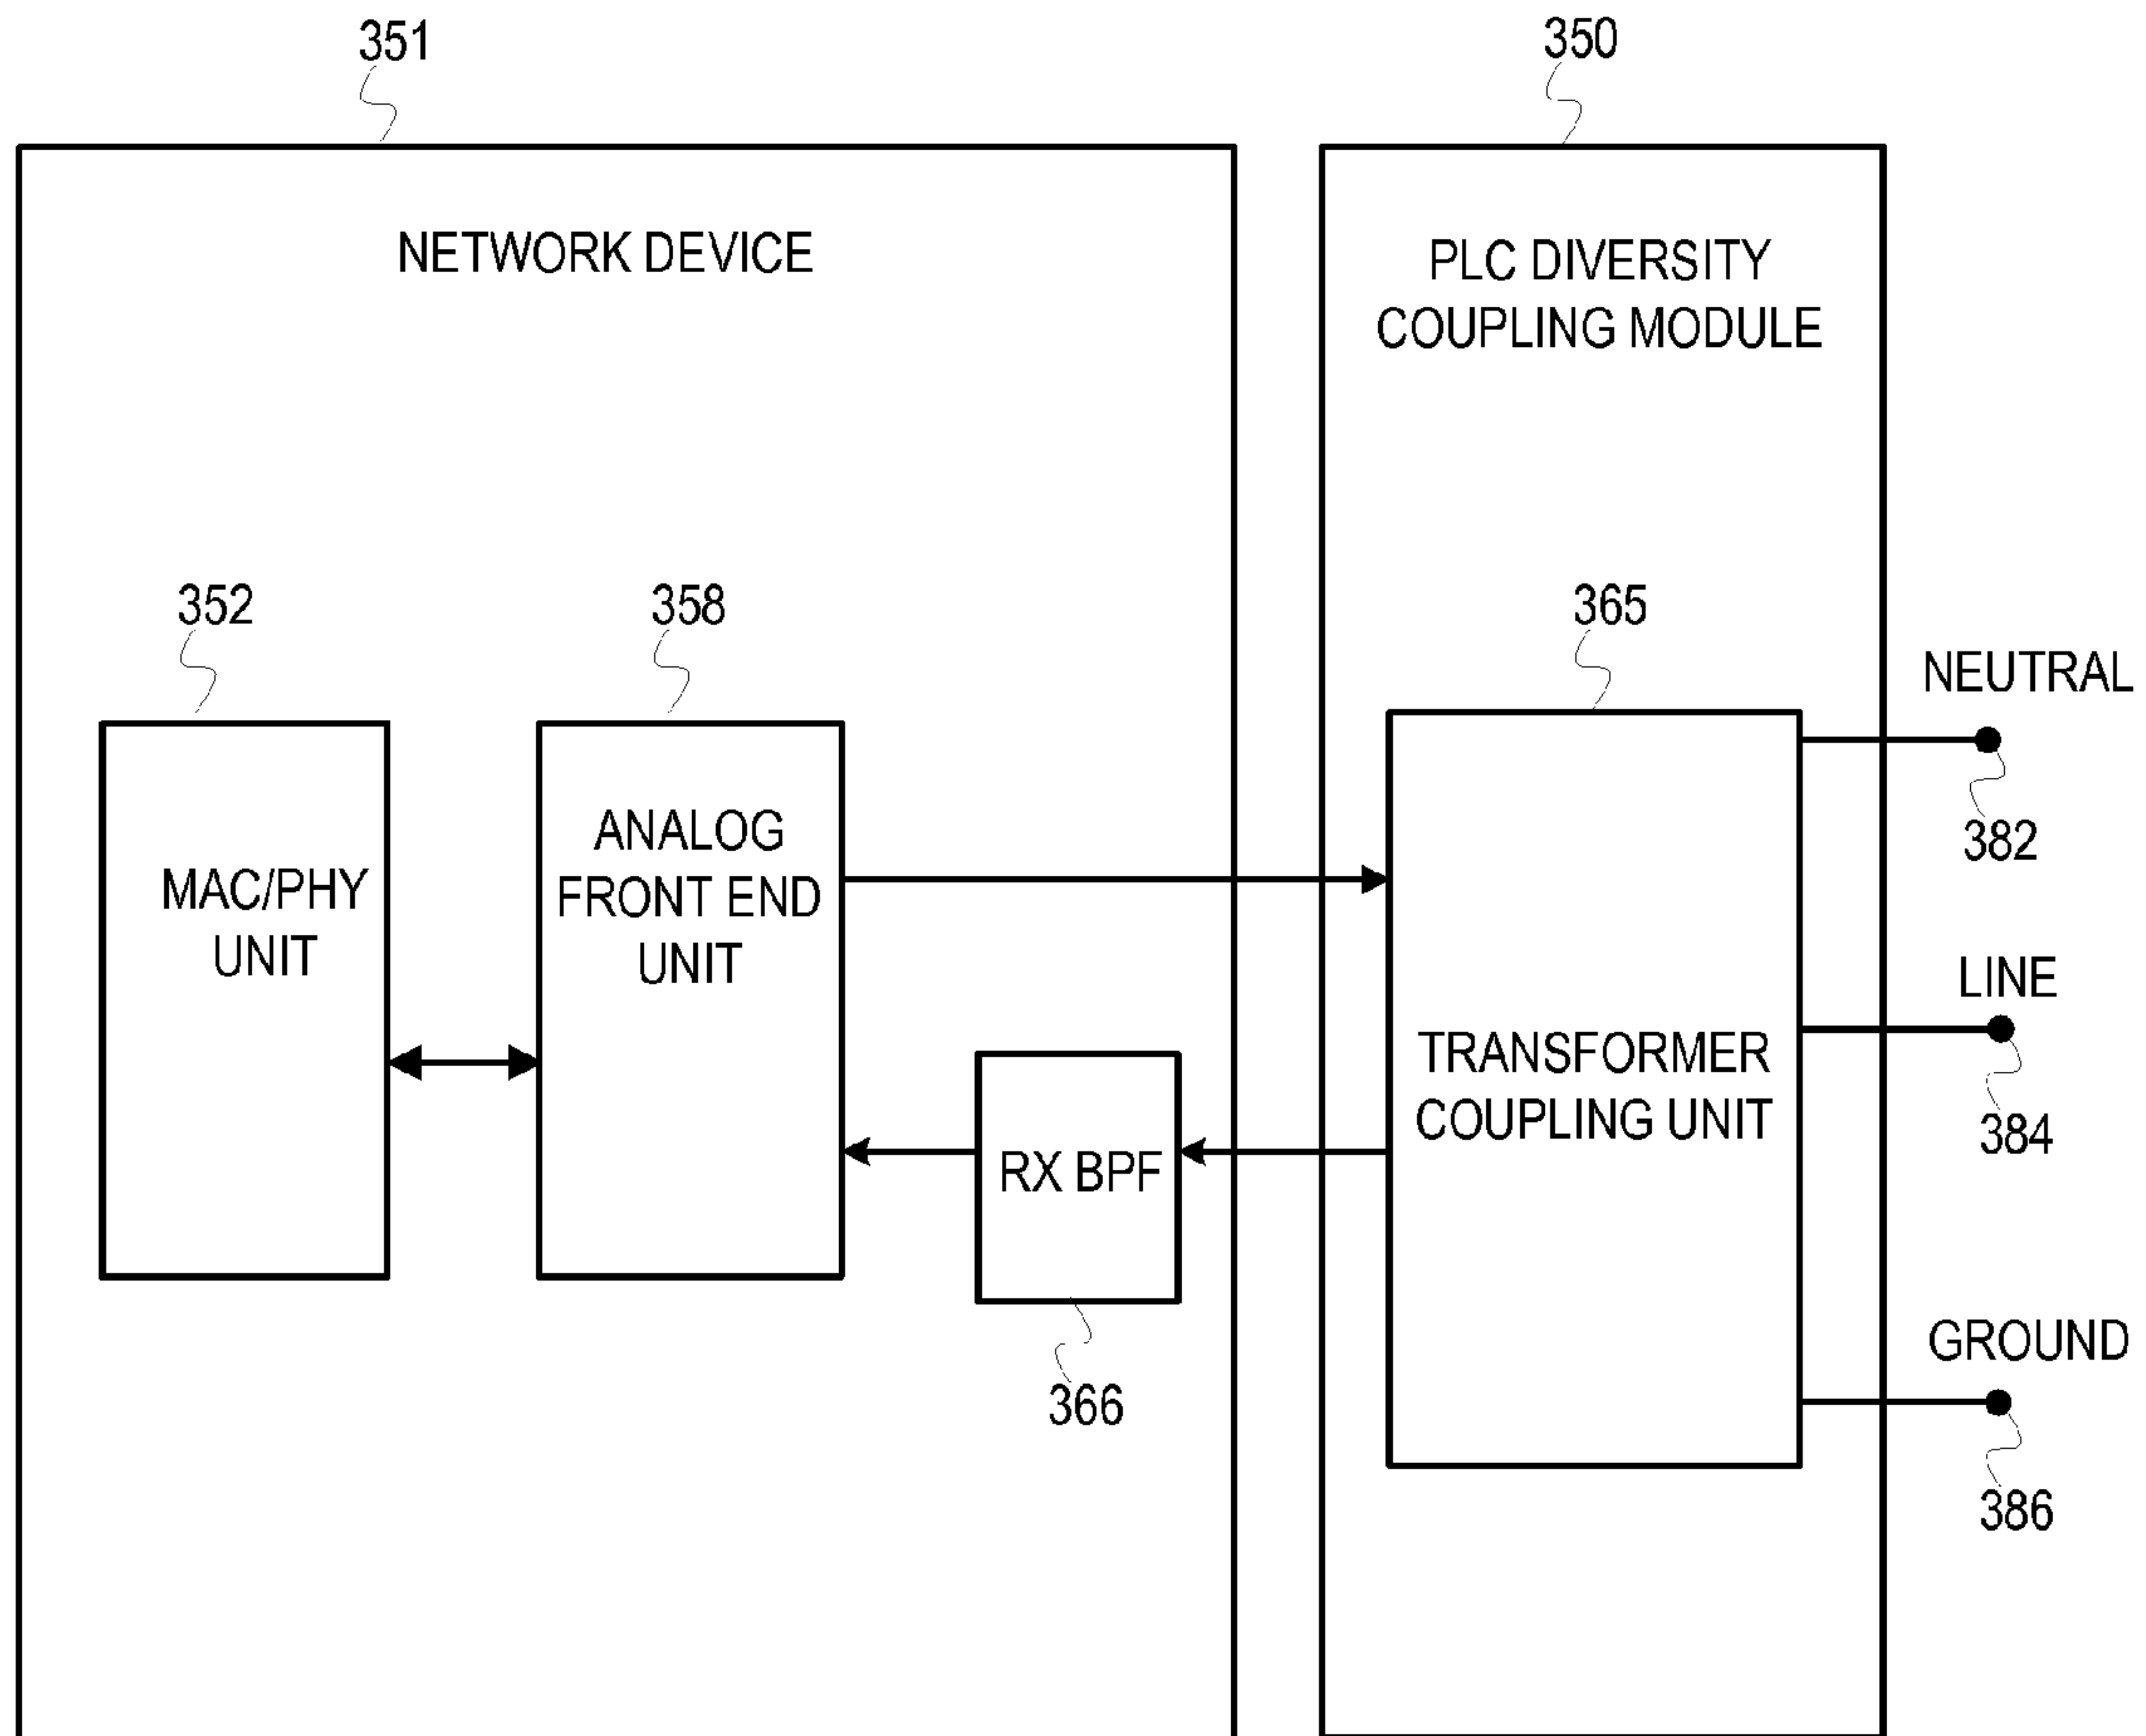 351
350
NETWORK DEVICE
PLC DIVERSITY
COUPLING MODULE
352
358
365
NEUTRAL
382
ANALOG
FRONT END
UNIT
MAC/PHY
UNIT
LINE
384
TRANSFORMER
COUPLING UNIT
RX BPF
366
GROUND
386